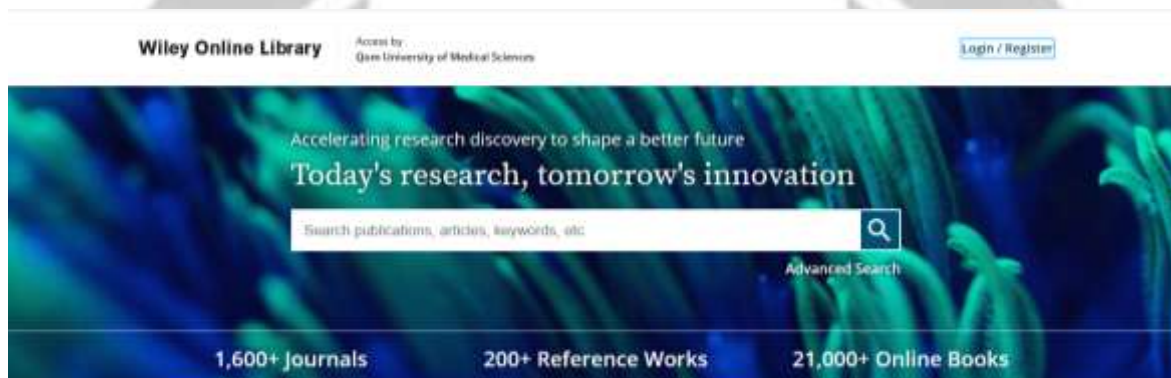 Wiley Online Library
Access by
Qom University of Medical Sciences
Login / Register
Accelerating research discovery to shape a better future
Today's research, tomorrow's innovation
Search publications, articles, keywords, etc.
Advanced Search
1,600+ Journals 200+ Reference Works 21,000+ Online Books